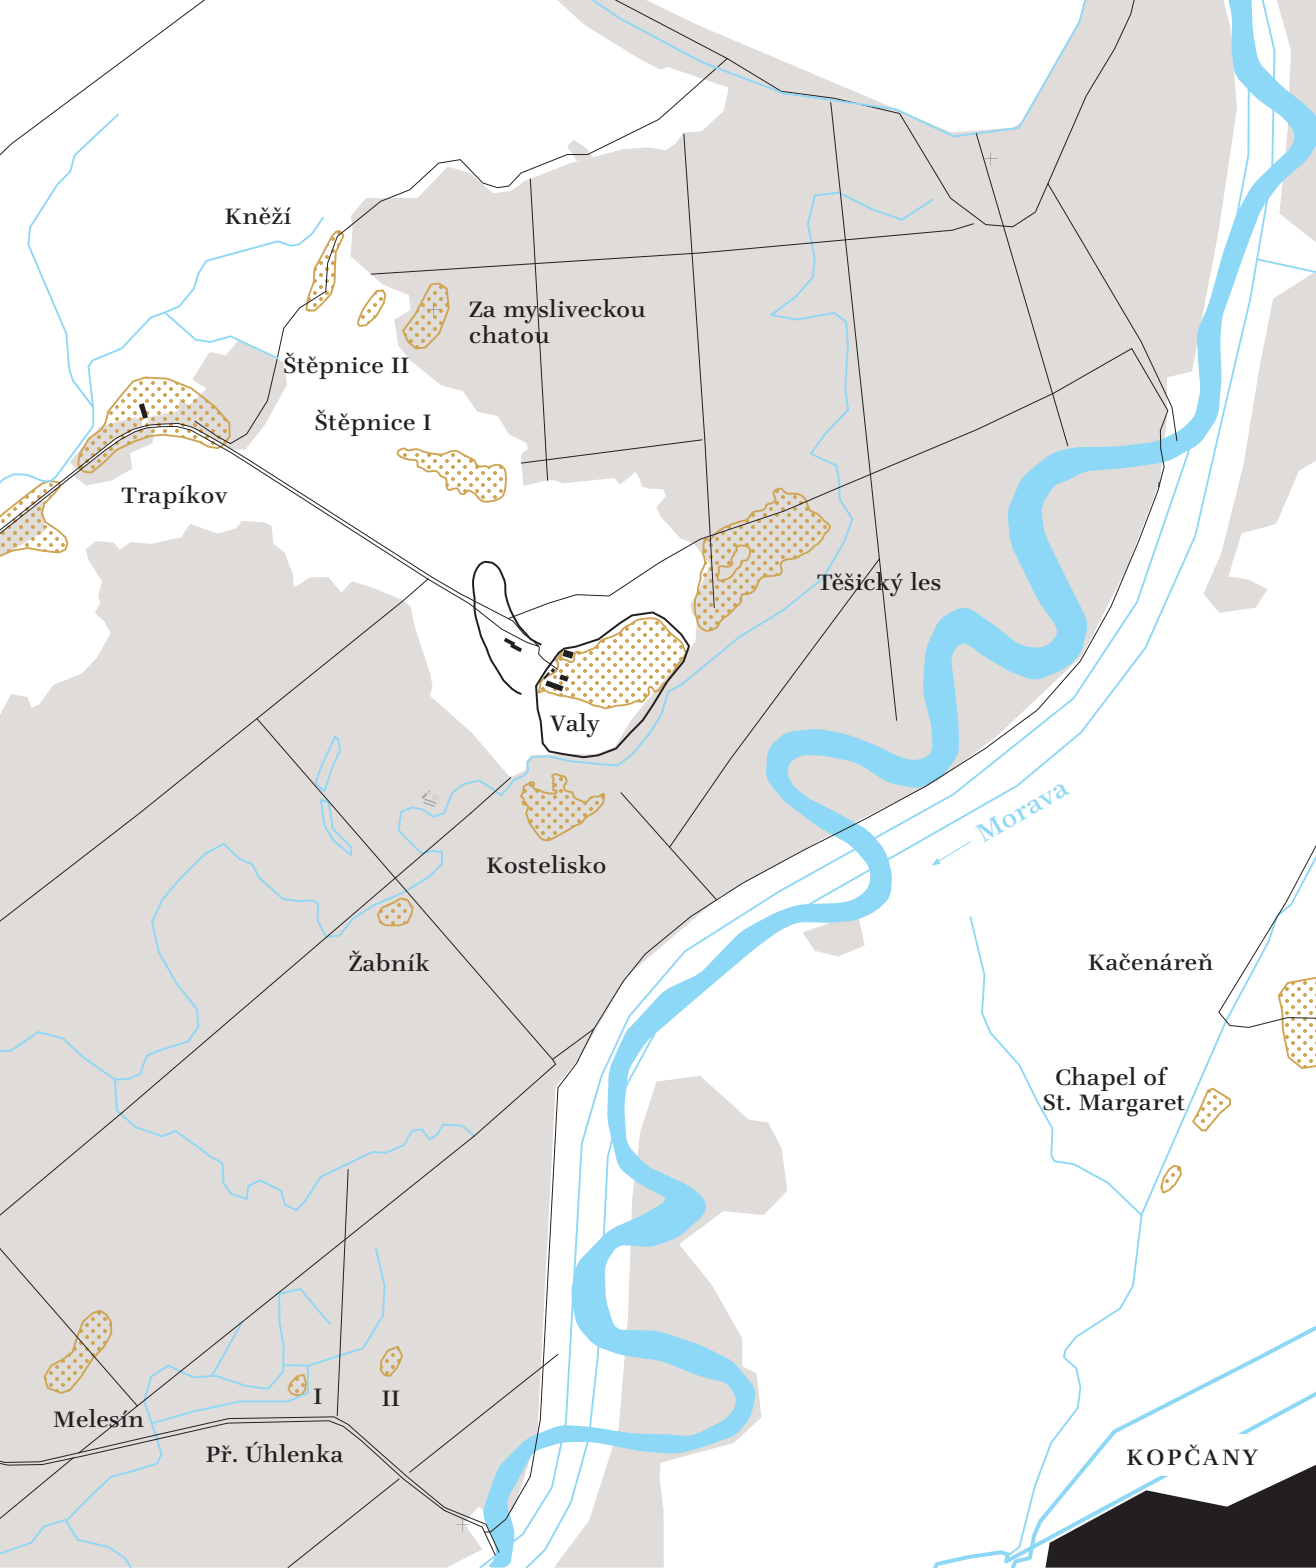 Kněží
Za mysliveckou
chatou
Štěpnice II
Štěpnice I
Trapíkov
Těšický les
Valy
Morava
Kostelisko
Žabník
Kačenáreň
Chapel of
St. Margaret
I
II
Melesín
Př. Úhlenka
KOPČANY